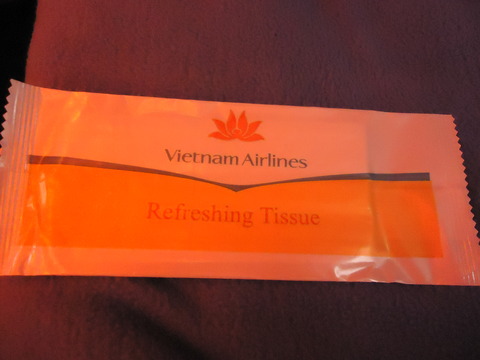 Vietnam Airlines
Refreshing Tissue